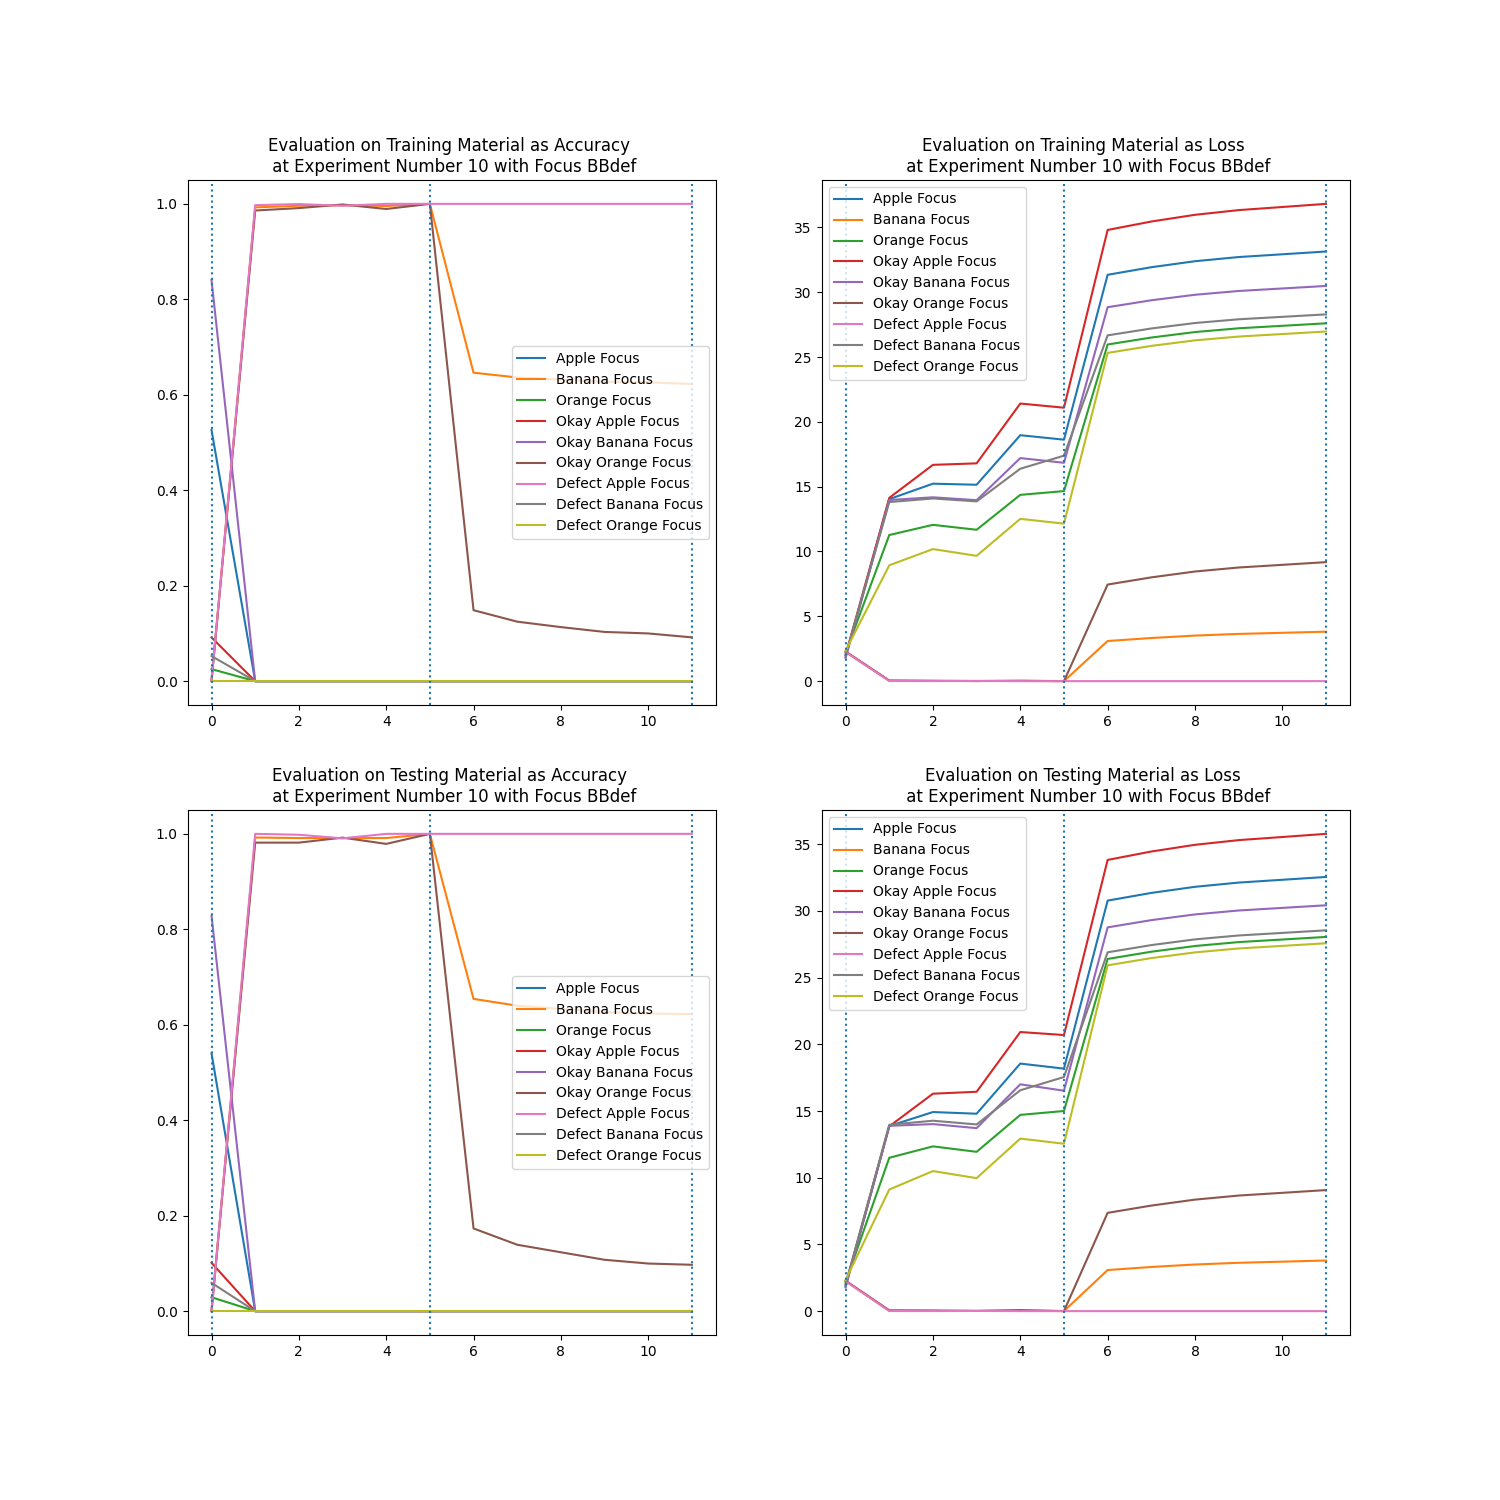 Evaluation on Training Material as Accuracy
at Experiment Number 10 with Focus BBdef
1.0
0.8
0.6
0.4
0.2
0.0
Apple Focus
Banana Focus
Orange Focus
Okay Apple Focus
Okay Banana Focus
Okay Orange Focus
Defect Apple Focus
Defect Banana Focus
Defect Orange Focus
0 2 4 6 8 10
Evaluation on Training Material as Loss
at Experiment Number 10 with Focus BBdef
35
30
25
20
15
10
5
0
Apple Focus
Banana Focus
Orange Focus
Okay Apple Focus
Okay Banana Focus
Okay Orange Focus
Defect Apple Focus
Defect Banana Focus
Defect Orange Focus
0 2 4 6 8 10
Evaluation on Testing Material as Accuracy
at Experiment Number 10 with Focus BBdef
1.0
0.8
0.6
0.4
0.2
0.0
Apple Focus
Banana Focus
Orange Focus
Okay Apple Focus
Okay Banana Focus
Okay Orange Focus
Defect Apple Focus
Defect Banana Focus
Defect Orange Focus
0 2 4 6 8 10
Evaluation on Testing Material as Loss
at Experiment Number 10 with Focus BBdef
35
30
25
20
15
10
5
0
Apple Focus
Banana Focus
Orange Focus
Okay Apple Focus
Okay Banana Focus
Okay Orange Focus
Defect Apple Focus
Defect Banana Focus
Defect Orange Focus
0 2 4 6 8 10